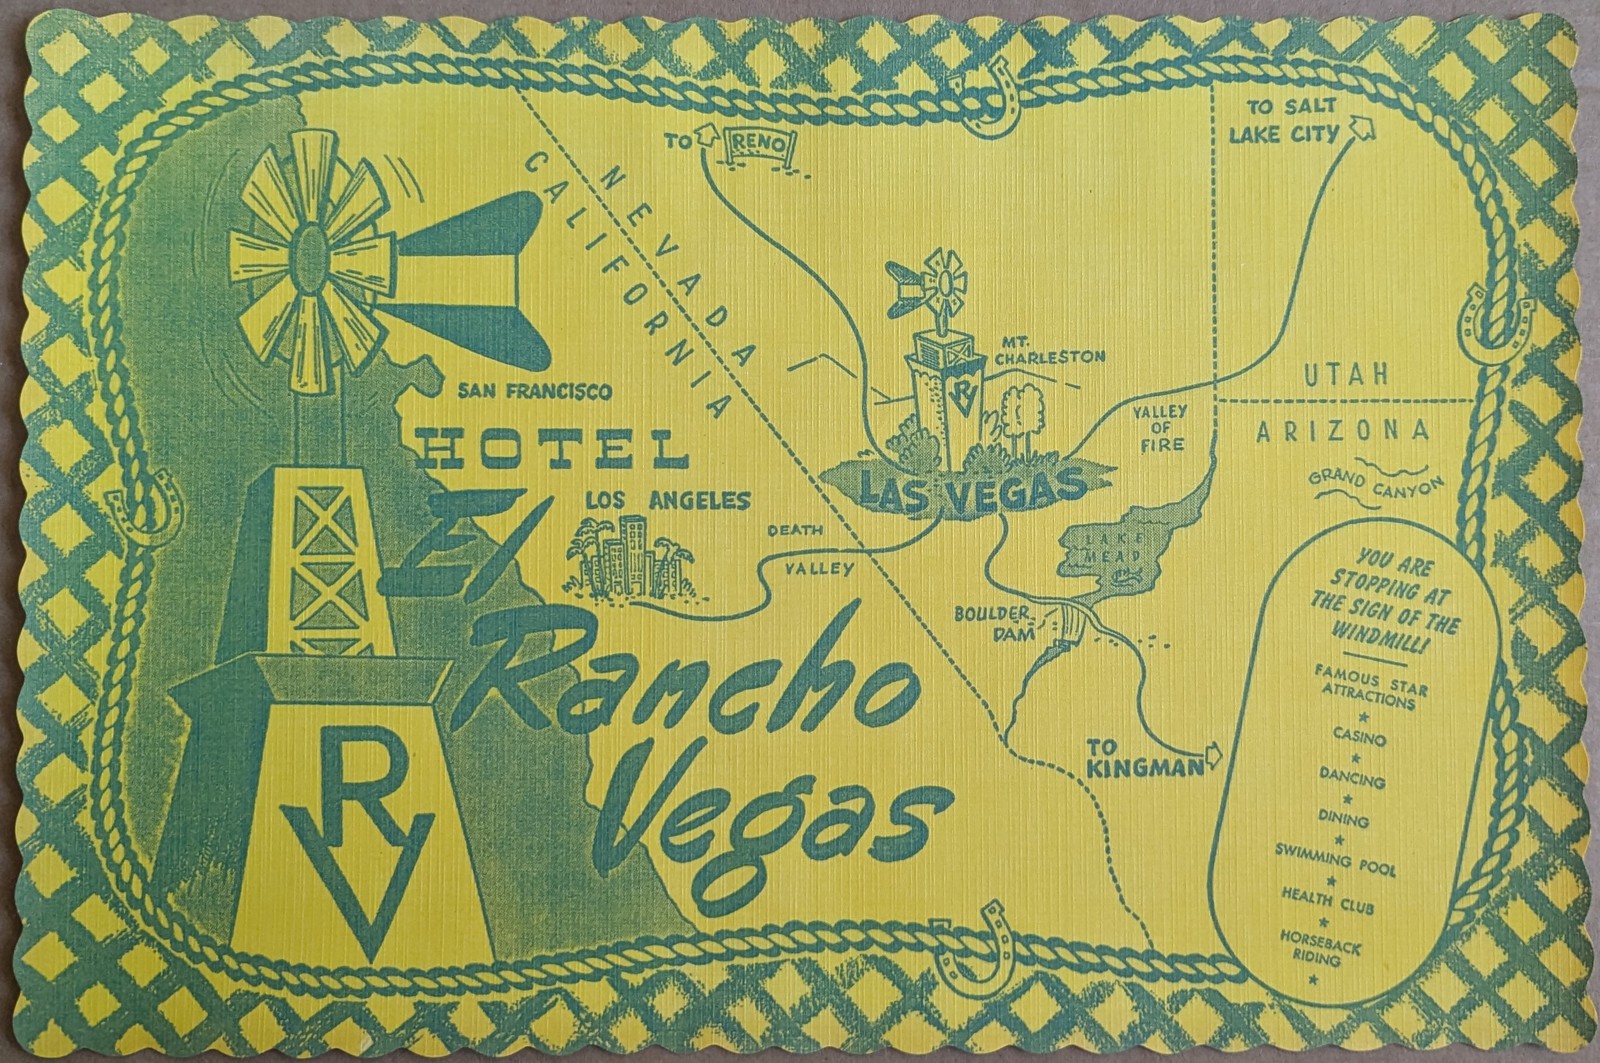 TO RENO
TO SALT
LAKE CITY
NEVADA
CALIFORNIA
MT.
CHARLESTON
SAN FRANCISCO
UTAH
ARIZONA
VALLEY
OF
FIRE
GRAND CANYON
HOTEL
El
Rancho
Vegas
LOS ANGELES
LAS VEGAS
RV
DEATH
VALLEY
LAKE
MEAD
BOULDER
DAM
TO
KINGMAN
R
V
YOU ARE
STOPPING AT
THE SIGN OF THE
WINDMILL!
FAMOUS STAR
ATTRACTIONS
CASINO
DANCING
DINING
SWIMMING POOL
HEALTH CLUB
HORSEBACK
RIDING